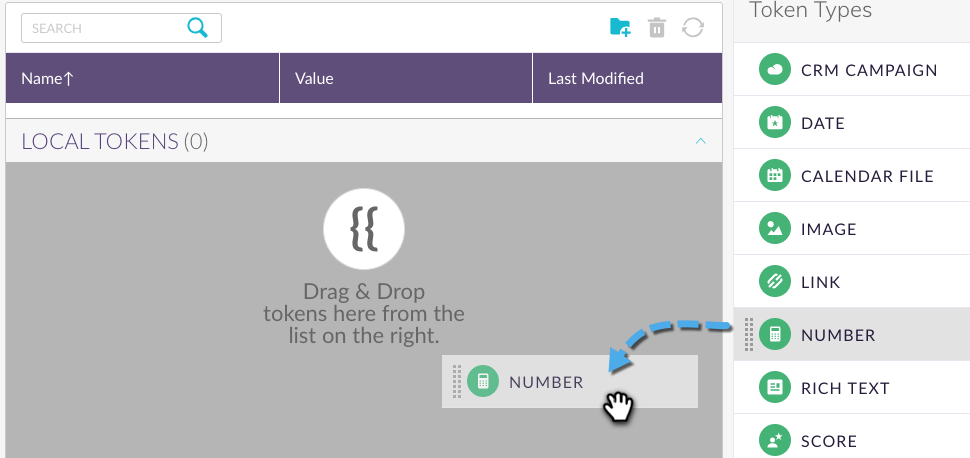 SEARCH
Name↑ Value Last Modified
LOCAL TOKENS (0)
{{
Drag & Drop
tokens here from the
list on the right.
NUMBER
Token Types
CRM CAMPAIGN
DATE
CALENDAR FILE
IMAGE
LINK
NUMBER
RICH TEXT
SCORE